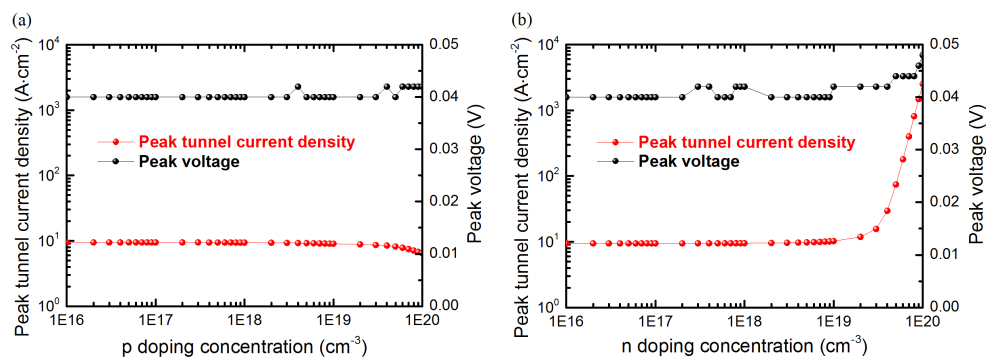 (a)
Peak tunnel current density (A·cm⁻²)
10⁴
10³
10²
10¹
10⁰
Peak tunnel current density
Peak voltage
0.05
0.04
0.03
0.02
0.01
0.00
Peak voltage (V)
1E16 1E17 1E18 1E19 1E20
p doping concentration (cm⁻³)
(b)
Peak tunnel current density (A·cm⁻²)
10⁴
10³
10²
10¹
10⁰
Peak tunnel current density
Peak voltage
0.05
0.04
0.03
0.02
0.01
0.00
Peak voltage (V)
1E16 1E17 1E18 1E19 1E20
n doping concentration (cm⁻³)